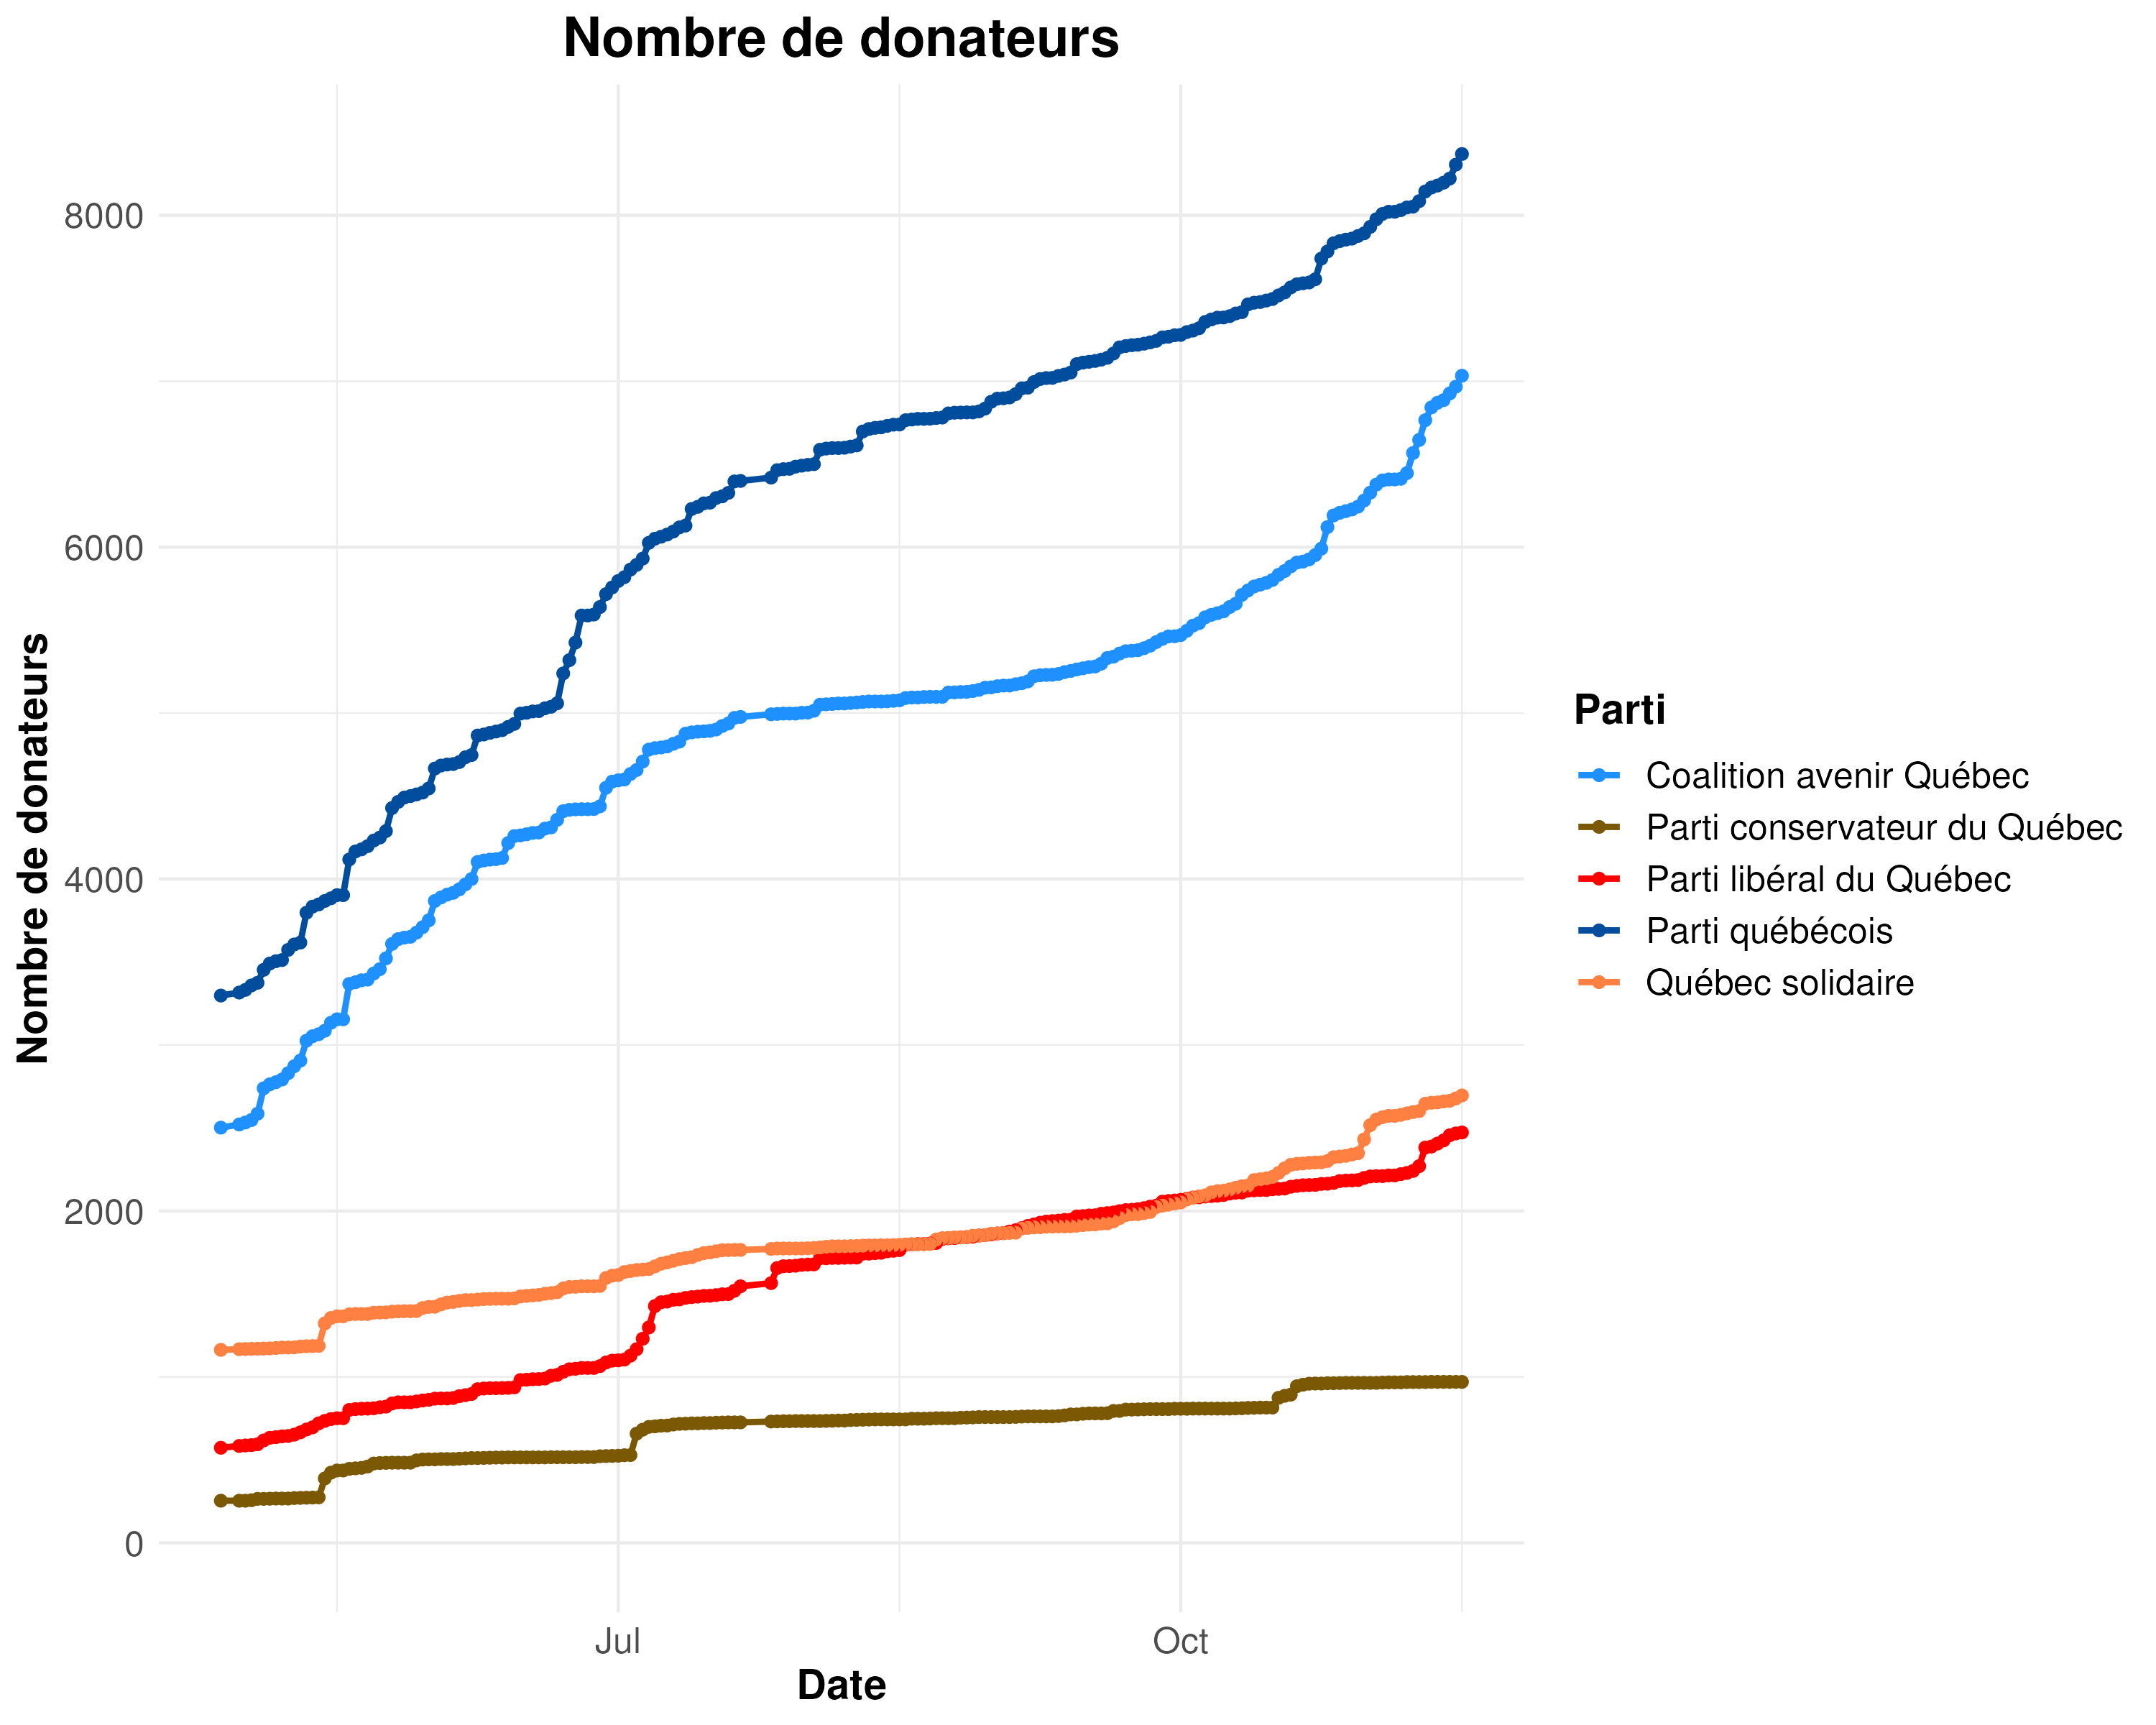 Nombre de donateurs
Nombre de donateurs
8000
6000
4000
2000
0
Jul
Oct
Date
Parti
Coalition avenir Québec
Parti conservateur du Québec
Parti libéral du Québec
Parti québécois
Québec solidaire